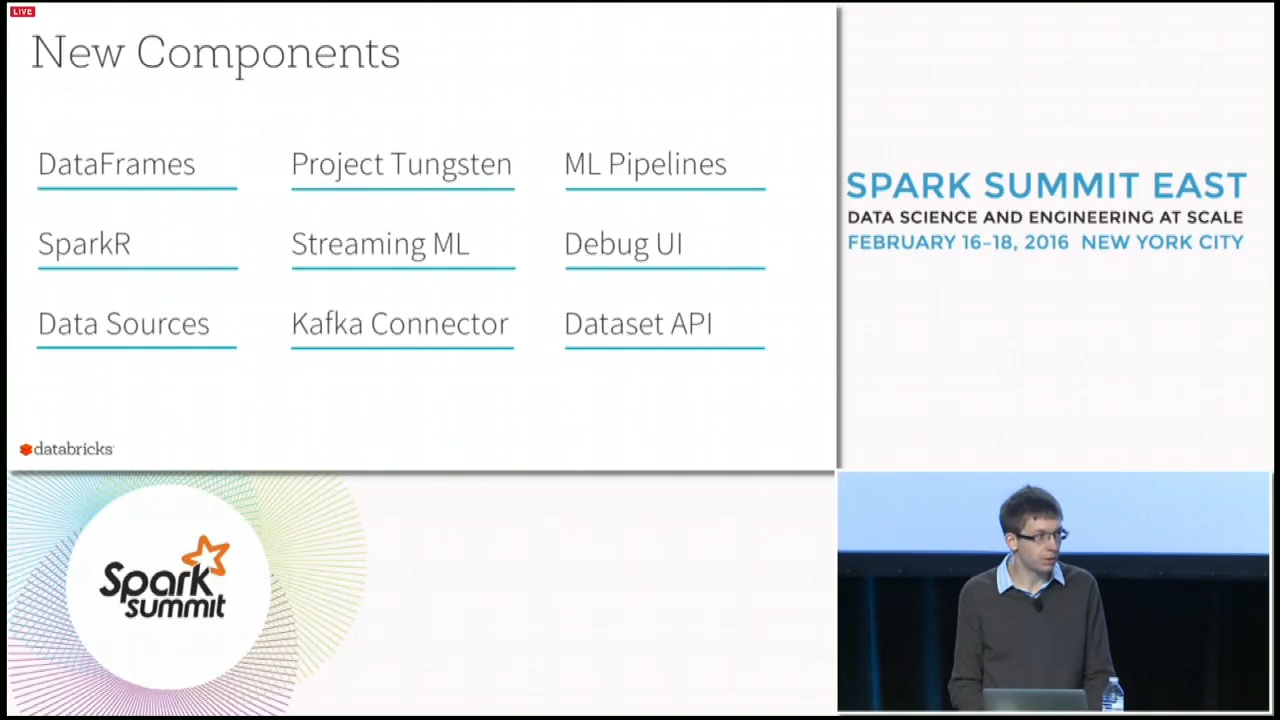 LIVE
New Components
DataFrames
Project Tungsten
ML Pipelines
SparkR
Streaming ML
Debug UI
Data Sources
Kafka Connector
Dataset API
databricks
SPARK SUMMIT EAST
DATA SCIENCE AND ENGINEERING AT SCALE
FEBRUARY 16–18, 2016 NEW YORK CITY
Spark
summit